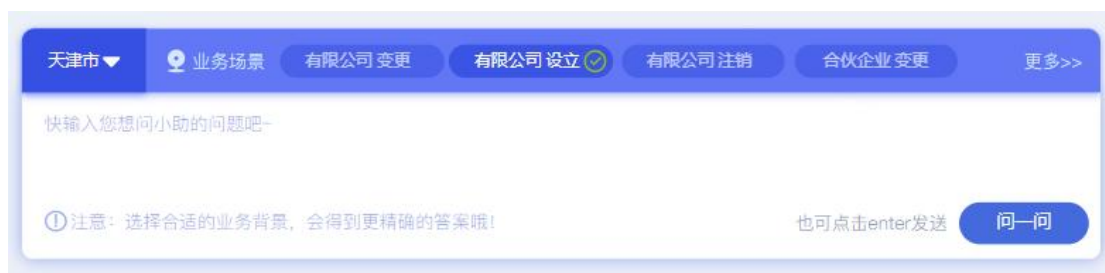 天津市 业务场景 有限公司变更 有限公司设立 有限公司注销 合伙企业变更 更多>>
快输入您想问小助的问题吧~
注意：选择合适的业务背景，会得到更精确的答案哦！ 也可点击enter发送 问一问